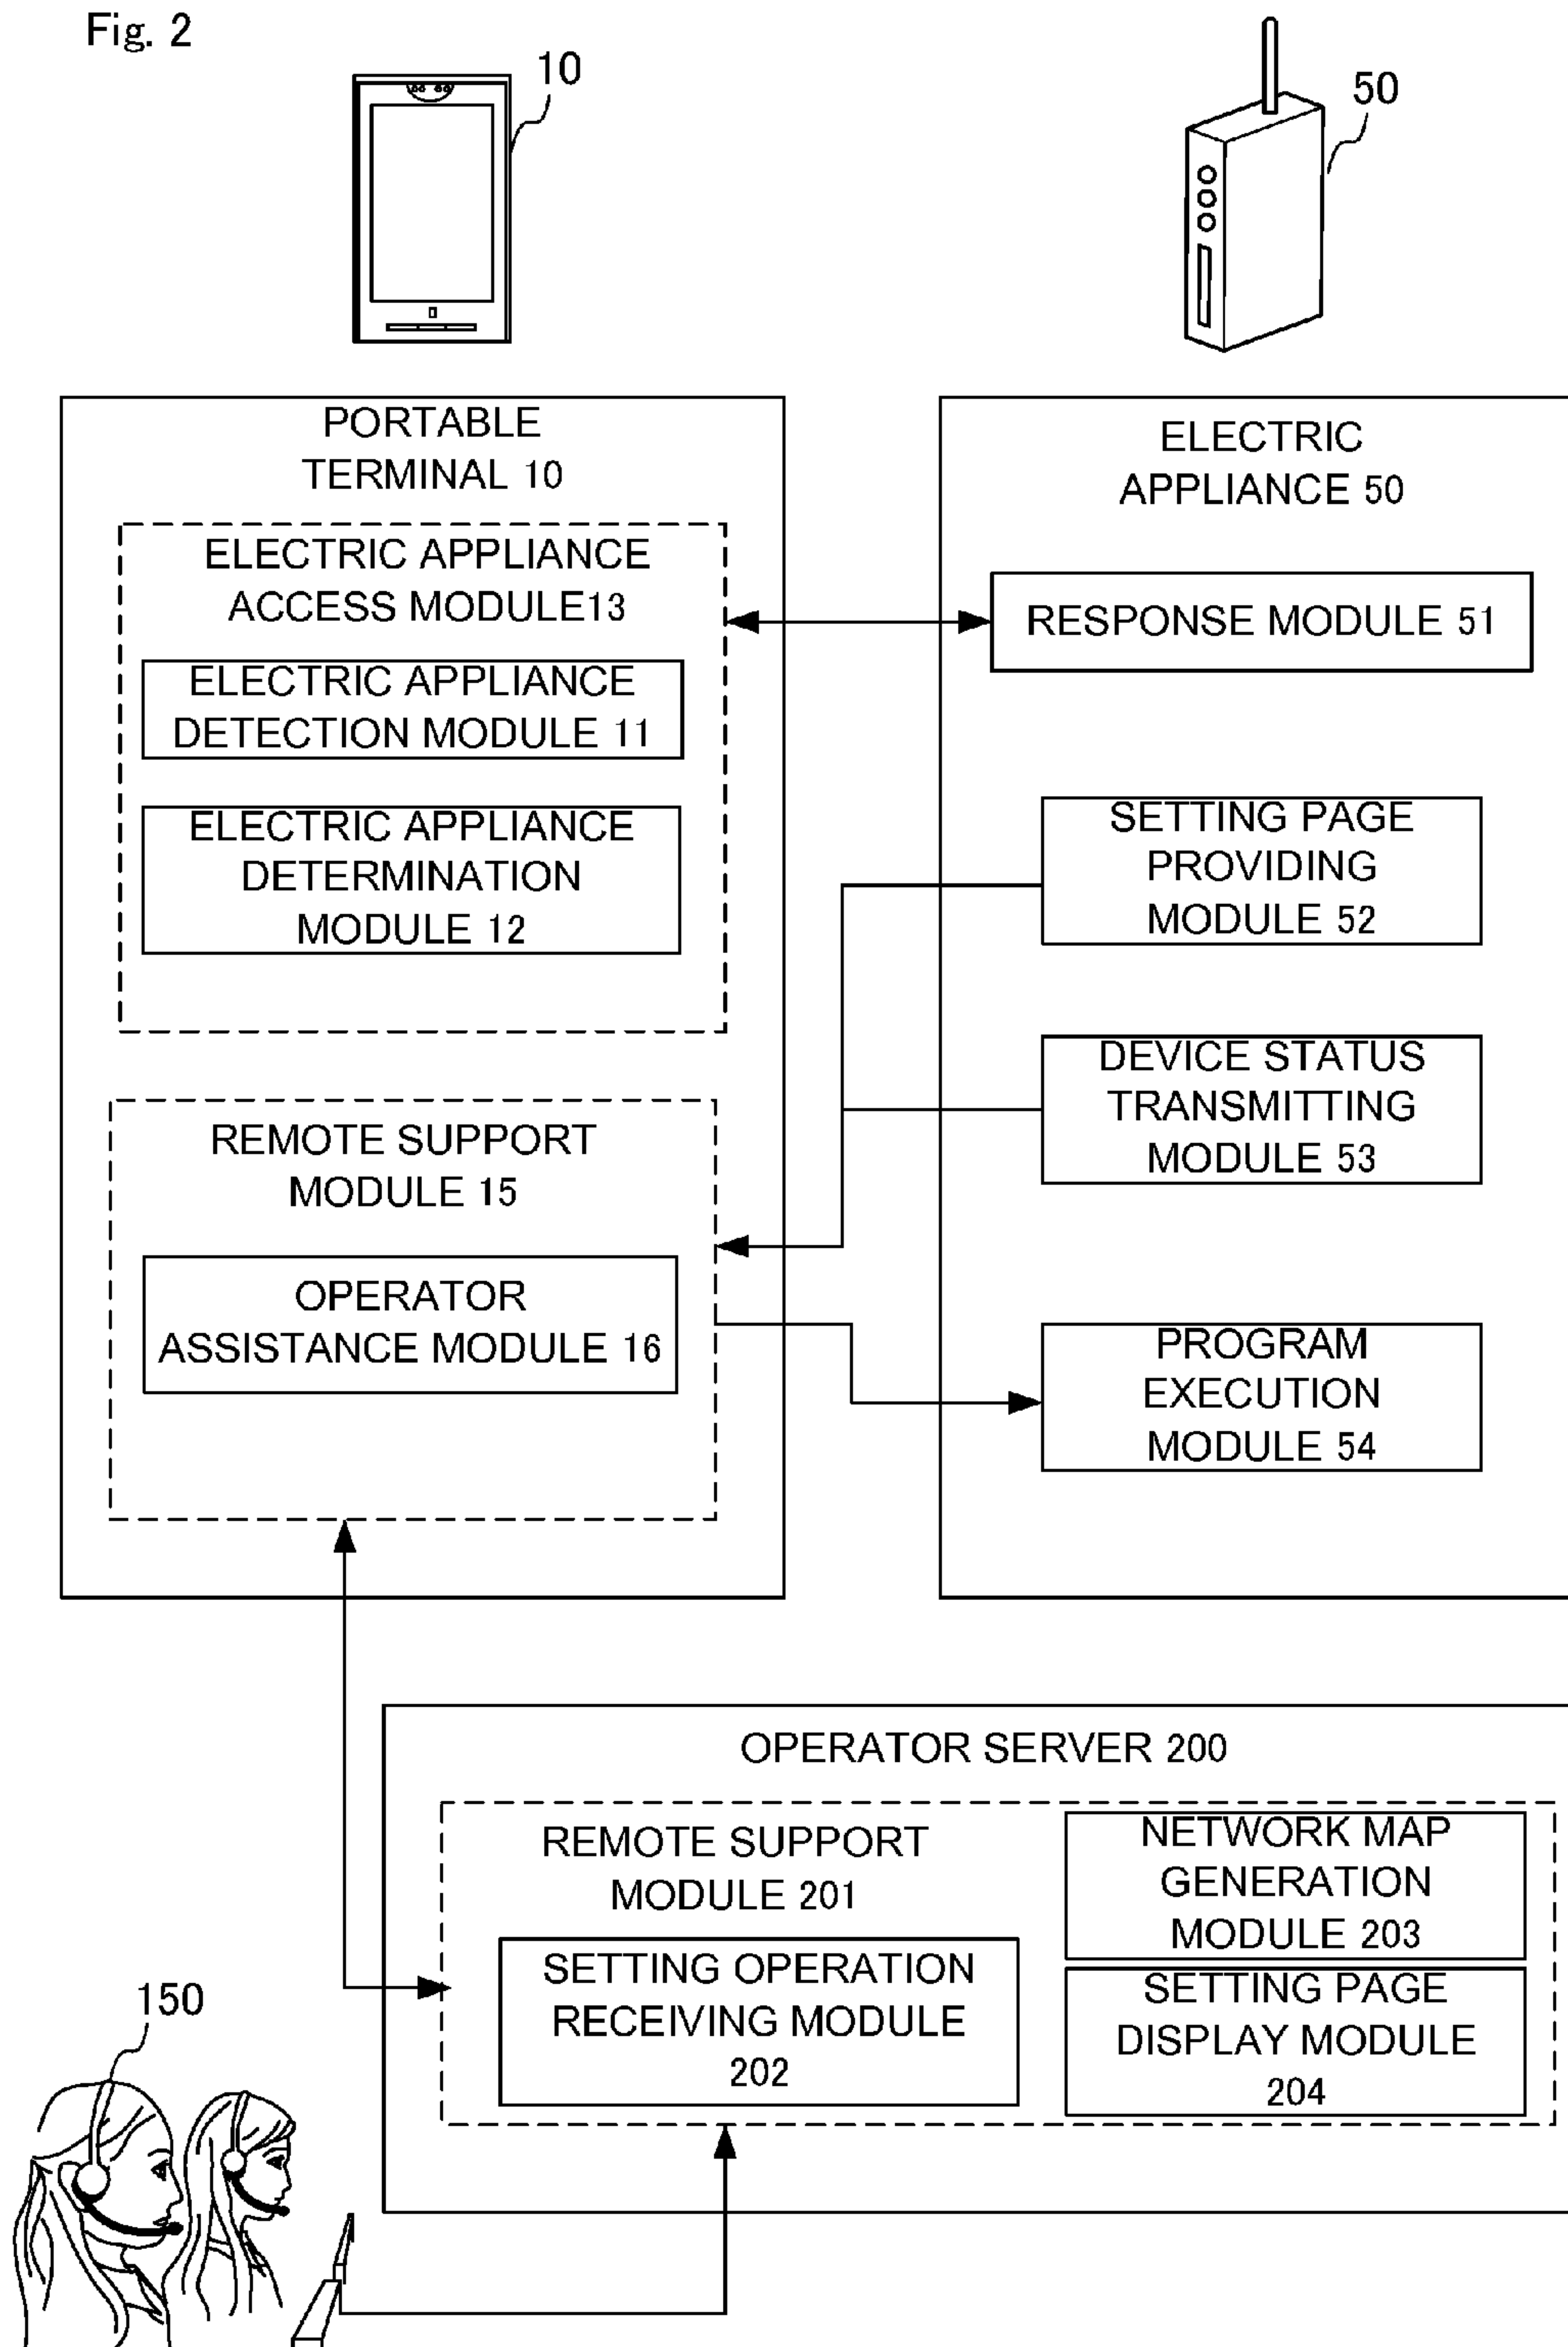 Fig. 2
10
50
PORTABLE
TERMINAL 10
ELECTRIC APPLIANCE
ACCESS MODULE13
ELECTRIC APPLIANCE
DETECTION MODULE 11
ELECTRIC APPLIANCE
DETERMINATION
MODULE 12
REMOTE SUPPORT
MODULE 15
OPERATOR
ASSISTANCE MODULE 16
ELECTRIC
APPLIANCE 50
RESPONSE MODULE 51
SETTING PAGE
PROVIDING
MODULE 52
DEVICE STATUS
TRANSMITTING
MODULE 53
PROGRAM
EXECUTION
MODULE 54
OPERATOR SERVER 200
REMOTE SUPPORT
MODULE 201
SETTING OPERATION
RECEIVING MODULE
202
NETWORK MAP
GENERATION
MODULE 203
SETTING PAGE
DISPLAY MODULE
204
150